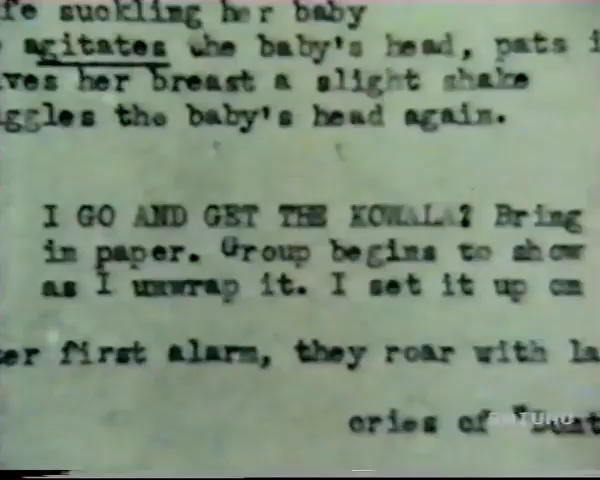 fe suckling her baby
agitates the baby's head, pats i
ves her breast a slight shake
ggles the baby's head again.
I GO AND GET THE KOWALA? Bring
in paper. Group begins to show
as I unwrap it. I set it up on
er first alarm, they roar with la
cries of